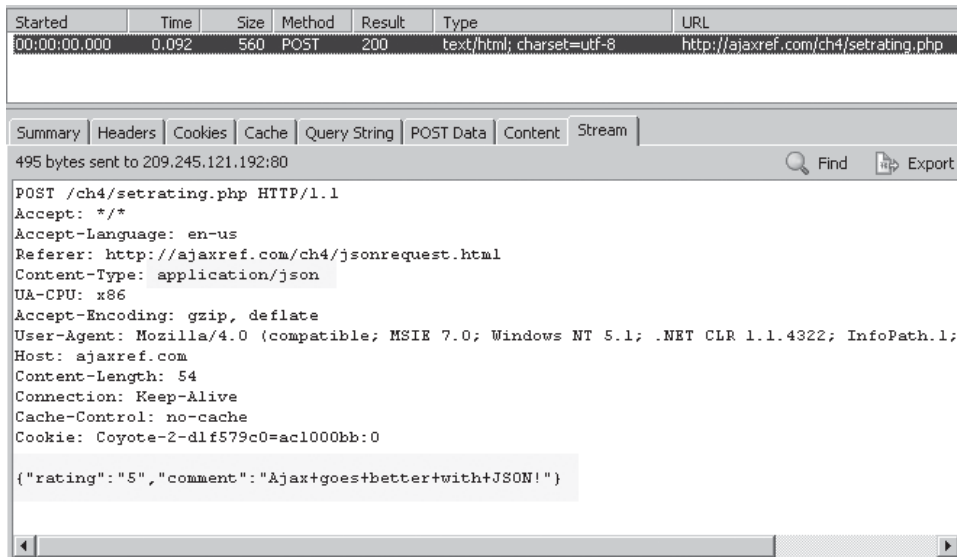 Started Time Size Method Result Type URL
00:00:00.000 0.092 560 POST 200 text/html; charset=utf-8 http://ajaxref.com/ch4/setrating.php
Summary Headers Cookies Cache Query String POST Data Content Stream
495 bytes sent to 209.245.121.192:80 Find Export
POST /ch4/setrating.php HTTP/1.1
Accept: */*
Accept-Language: en-us
Referer: http://ajaxref.com/ch4/jsonrequest.html
Content-Type: application/json
UA-CPU: x86
Accept-Encoding: gzip, deflate
User-Agent: Mozilla/4.0 (compatible; MSIE 7.0; Windows NT 5.1; .NET CLR 1.1.4322; InfoPath.1;
Host: ajaxref.com
Content-Length: 54
Connection: Keep-Alive
Cache-Control: no-cache
Cookie: Coyote-2-d1f579c0=ac1000bb:0
{"rating":"5","comment":"Ajax+goes+better+with+JSON!"}